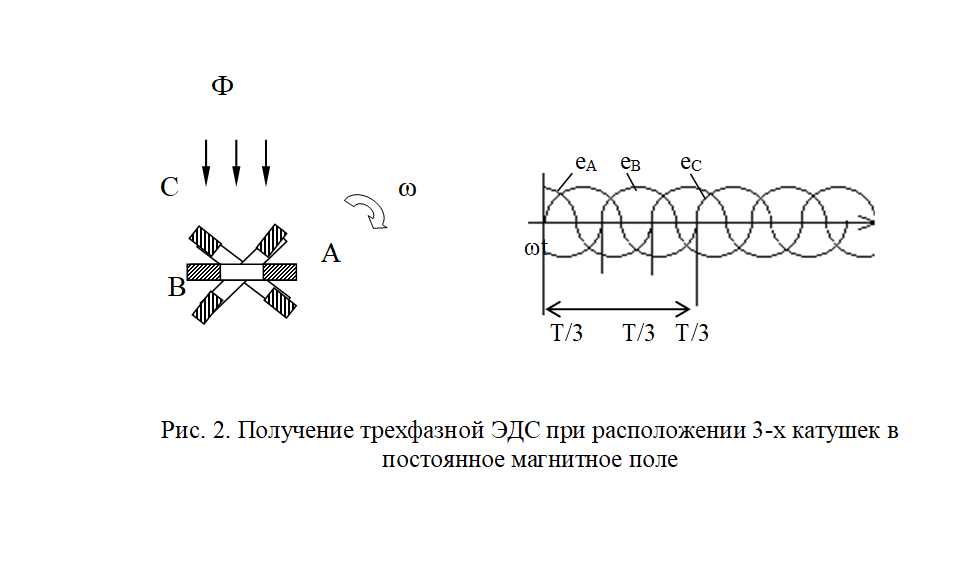 Ф
С
ω
А
В
eA eB eC
ωt
T/3 T/3 T/3
Рис. 2. Получение трехфазной ЭДС при расположении 3-х катушек в
постоянное магнитное поле